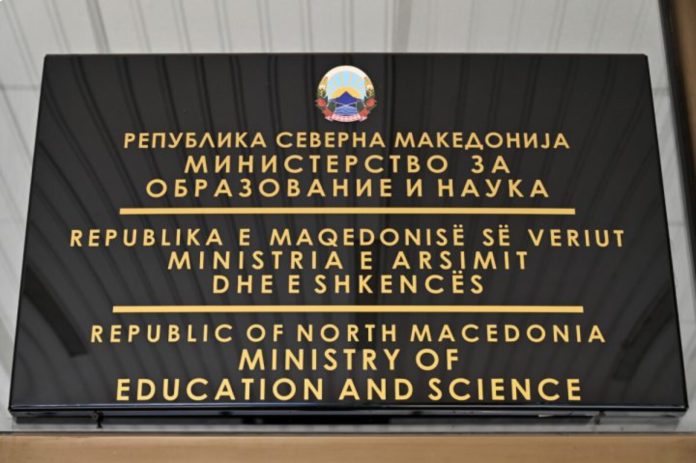 РЕПУБЛИКА СЕВЕРНА МАКЕДОНИЈА
МИНИСТЕРСТВО ЗА
ОБРАЗОВАНИЕ И НАУКА
REPUBLIKA E MAQEDONISË SË VERIUT
MINISTRIA E ARSIMIT
DHE E SHKENCËS
REPUBLIC OF NORTH MACEDONIA
MINISTRY OF
EDUCATION AND SCIENCE